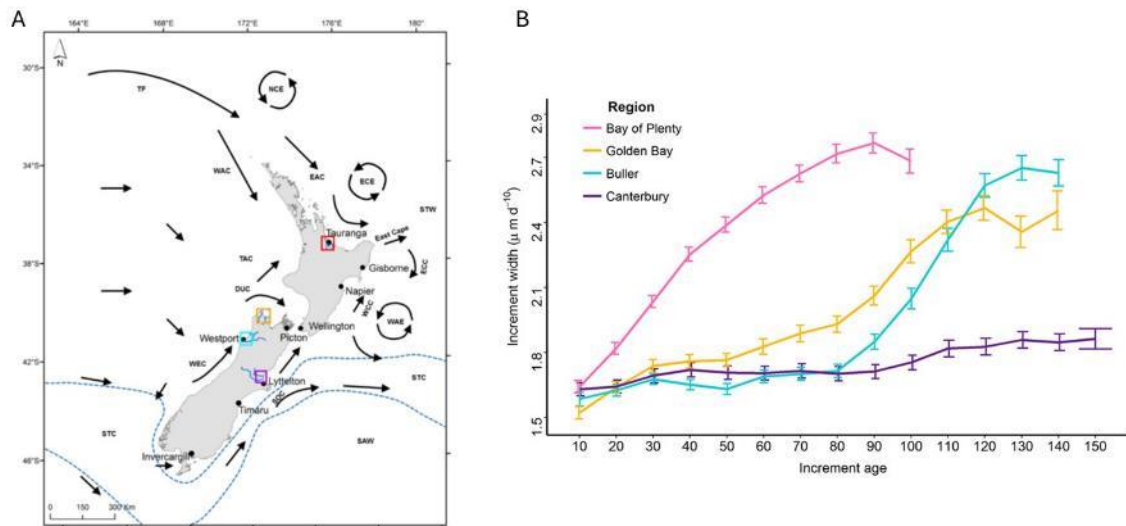 A
164°E 168°E 172°E 176°E 180°
N
30°S
34°S
38°S
42°S
46°S
TF
NCE
WAC
EAC
ECE
STW
Tauranga
East Cape
TAC
Gisborne
ECC
DUC
Napier
WCC
WAE
Westport
Picton
Wellington
WEC
Lyttelton
STC
Timaru
STC
SAW
Invercargill
0 150 300 Km
B
Region
Bay of Plenty
Golden Bay
Buller
Canterbury
Increment width (μ m d⁻¹⁰)
2.9
2.7
2.4
2.1
1.8
1.5
10 20 30 40 50 60 70 80 90 100 110 120 130 140 150
Increment age